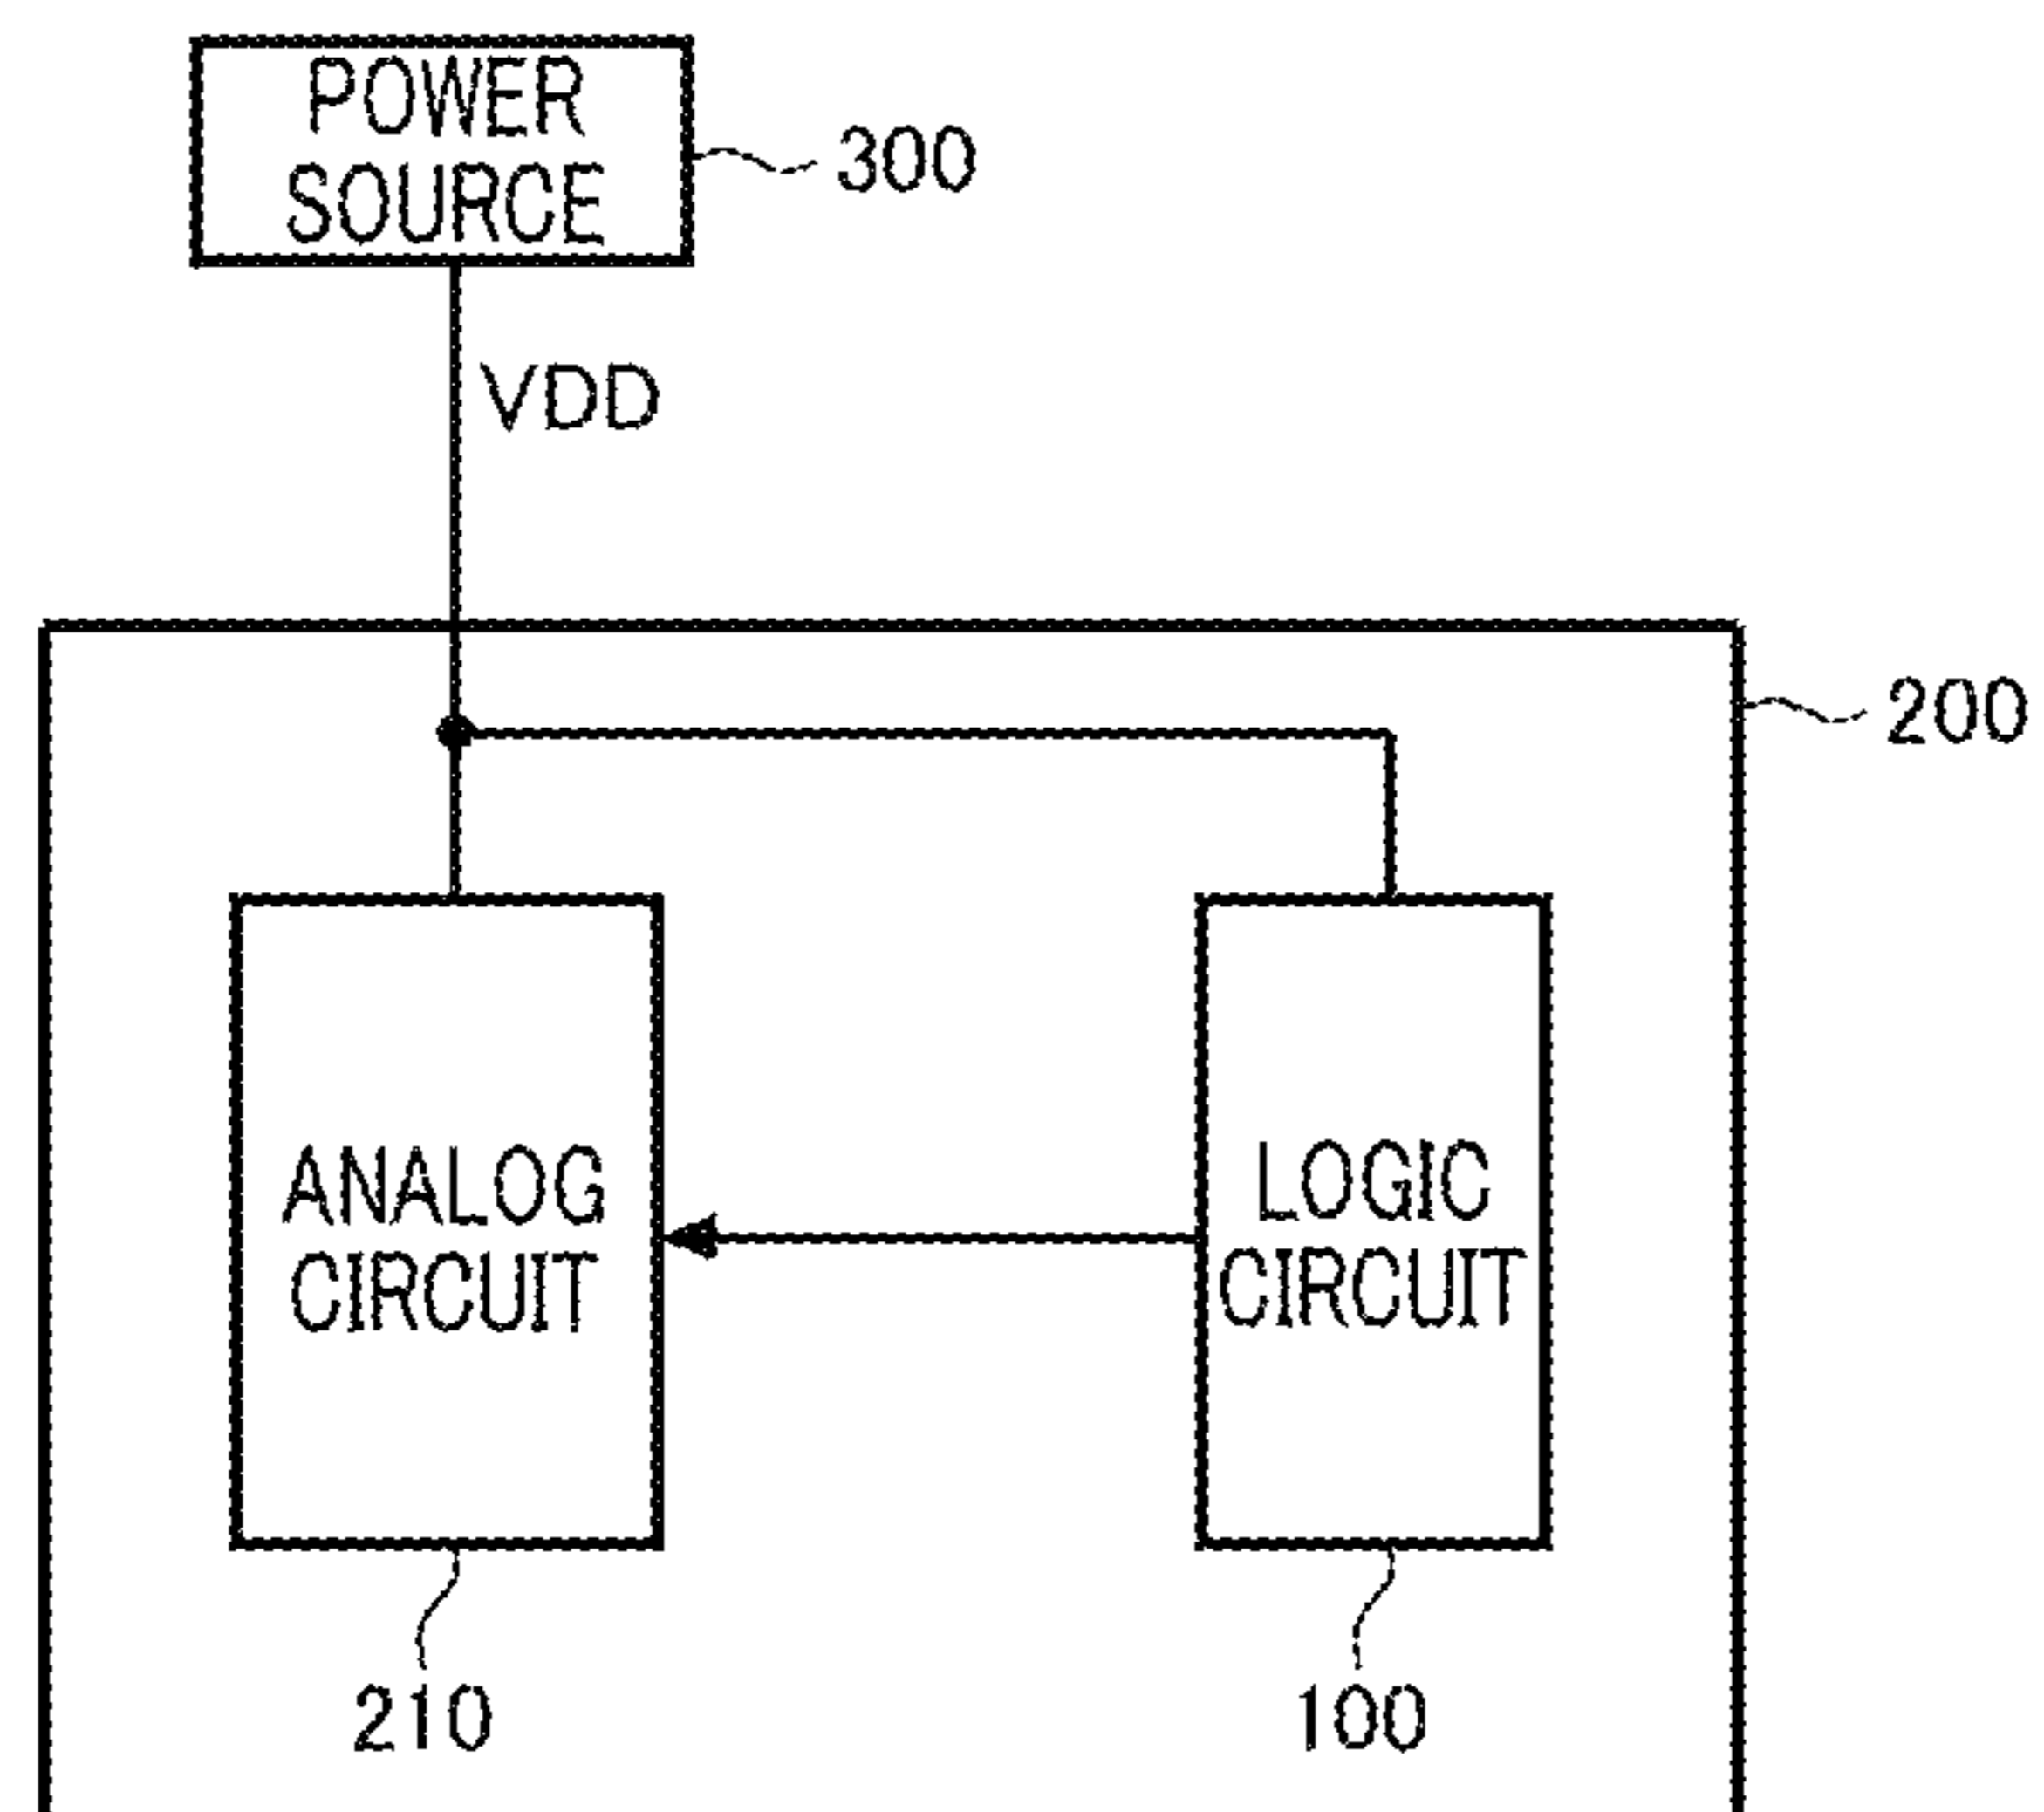 POWER
SOURCE
300
VDD
200
ANALOG
CIRCUIT
LOGIC
CIRCUIT
210
100